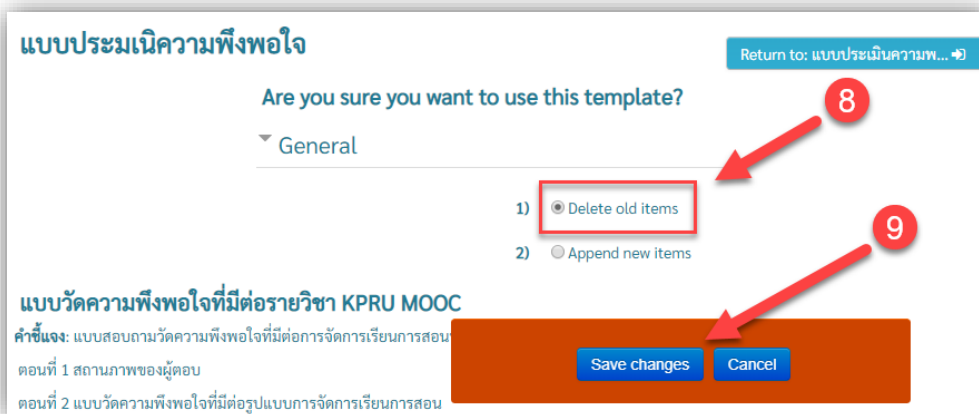 แบบประมเนิความพึงพอใจ
Return to: แบบประเมินความพ...
Are you sure you want to use this template?
8
General
1) Delete old items
9
2) Append new items
แบบวัดความพึงพอใจที่มีต่อรายวิชา KPRU MOOC
คำชี้แจง: แบบสอบถามวัดความพึงพอใจที่มีต่อการจัดการเรียนการสอน
Save changes Cancel
ตอนที่ 1 สถานภาพของผู้ตอบ
ตอนที่ 2 แบบวัดความพึงพอใจที่มีต่อรูปแบบการจัดการเรียนการสอน